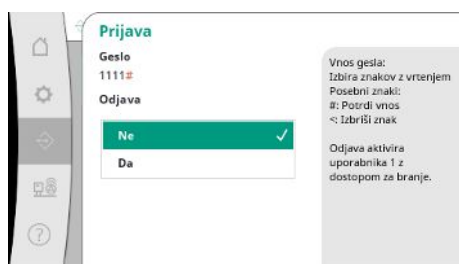 Prijava
Geslo
1111#
Odjava
Ne
Da
Vnos gesla:
Izbira znakov z vrtenjem
Posebni znaki:
#: Potrdi vnos
<: Izbriši znak
Odjava aktivira
uporabnika 1 z
dostopom za branje.
?